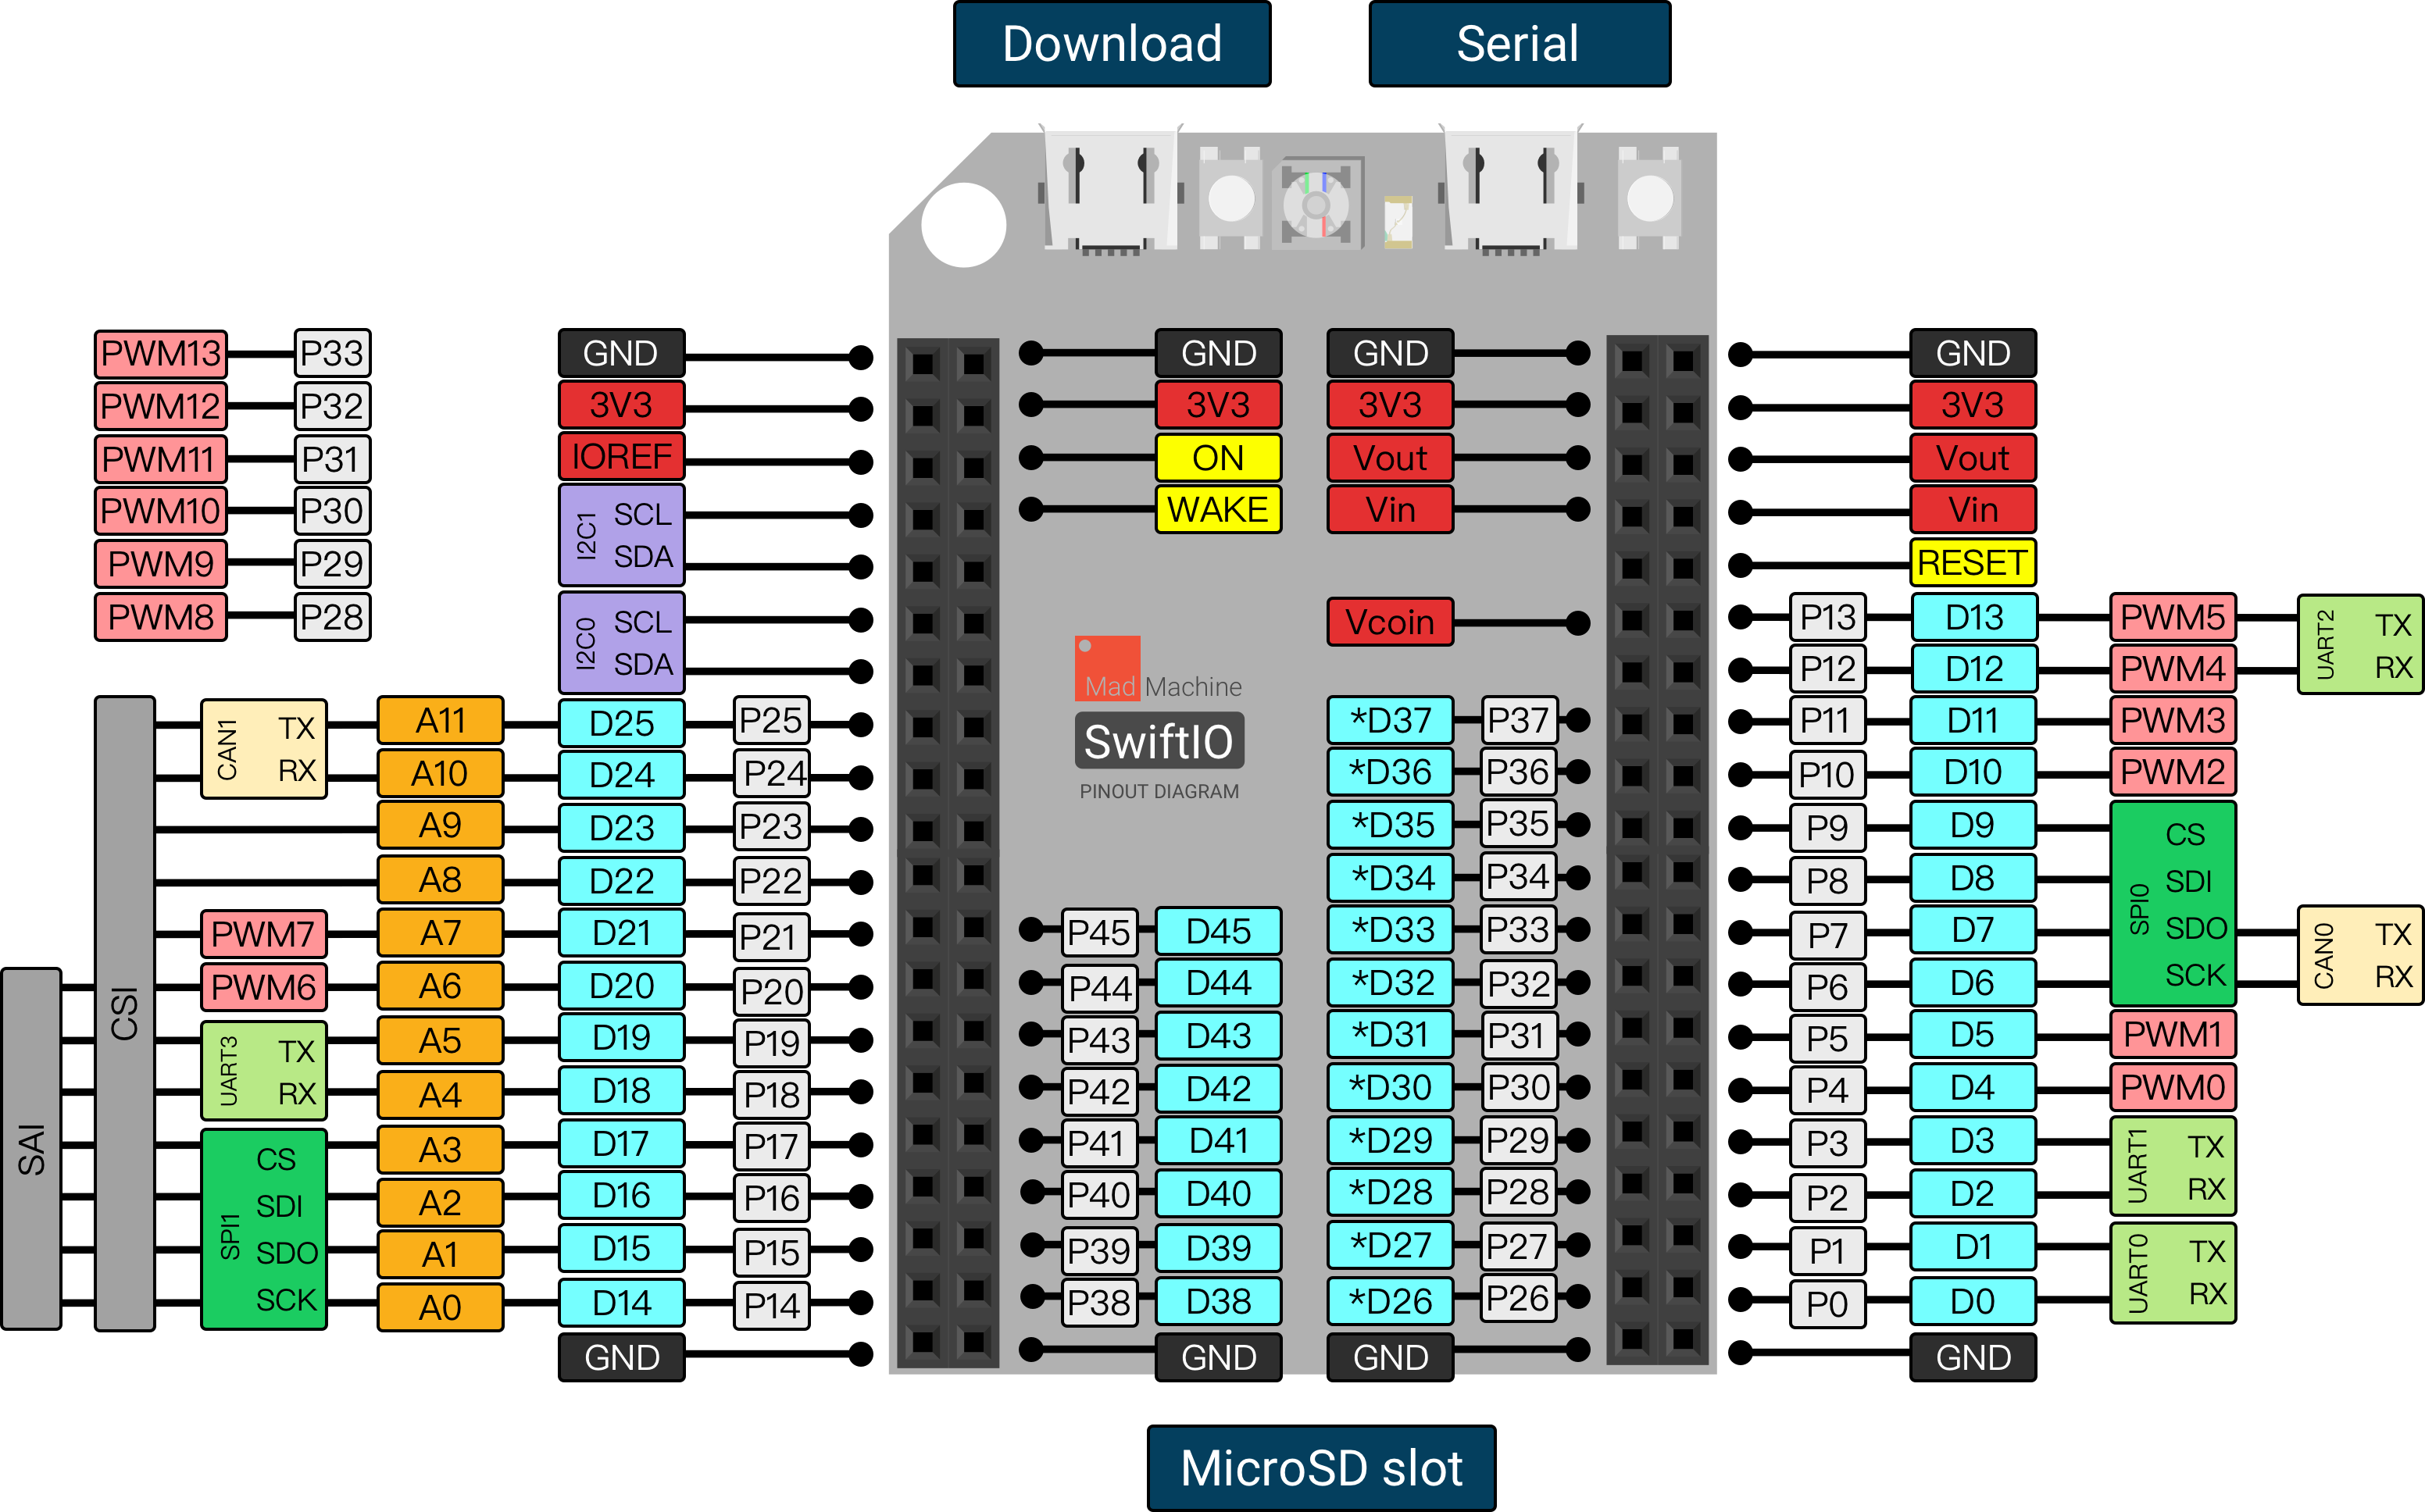 Download Serial
PWM13 P33 GND GND GND GND
PWM12 P32 3V3 3V3 3V3 3V3
PWM11 P31 IOREF ON Vout Vout
PWM10 P30 I2C1 SCL WAKE Vin Vin
PWM9 P29 SDA RESET
PWM8 P28 I2C0 SCL Vcoin P13 D13 PWM5 UART2 TX
SDA Mad Machine P12 D12 PWM4 RX
CAN1 TX A11 D25 P25 SwiftIO *D37 P37 P11 D11 PWM3
RX A10 D24 P24 PINOUT DIAGRAM *D36 P36 P10 D10 PWM2
A9 D23 P23 *D35 P35 P9 D9 SPI0 CS
A8 D22 P22 *D34 P34 P8 D8 SDI
CSI PWM7 A7 D21 P21 P45 D45 *D33 P33 P7 D7 SDO CAN0 TX
PWM6 A6 D20 P20 P44 D44 *D32 P32 P6 D6 SCK RX
SAI UART3 TX A5 D19 P19 P43 D43 *D31 P31 P5 D5 PWM1
RX A4 D18 P18 P42 D42 *D30 P30 P4 D4 PWM0
SPI1 CS A3 D17 P17 P41 D41 *D29 P29 P3 D3 UART1 TX
SDI A2 D16 P16 P40 D40 *D28 P28 P2 D2 RX
SDO A1 D15 P15 P39 D39 *D27 P27 P1 D1 UART0 TX
SCK A0 D14 P14 P38 D38 *D26 P26 P0 D0 RX
GND GND GND GND
MicroSD slot